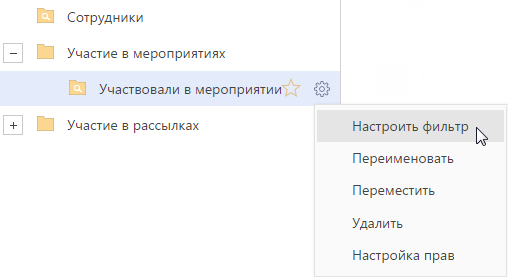 Сотрудники
Участие в мероприятиях
Участвовали в мероприятии
Участие в рассылках
Настроить фильтр
Переименовать
Переместить
Удалить
Настройка прав